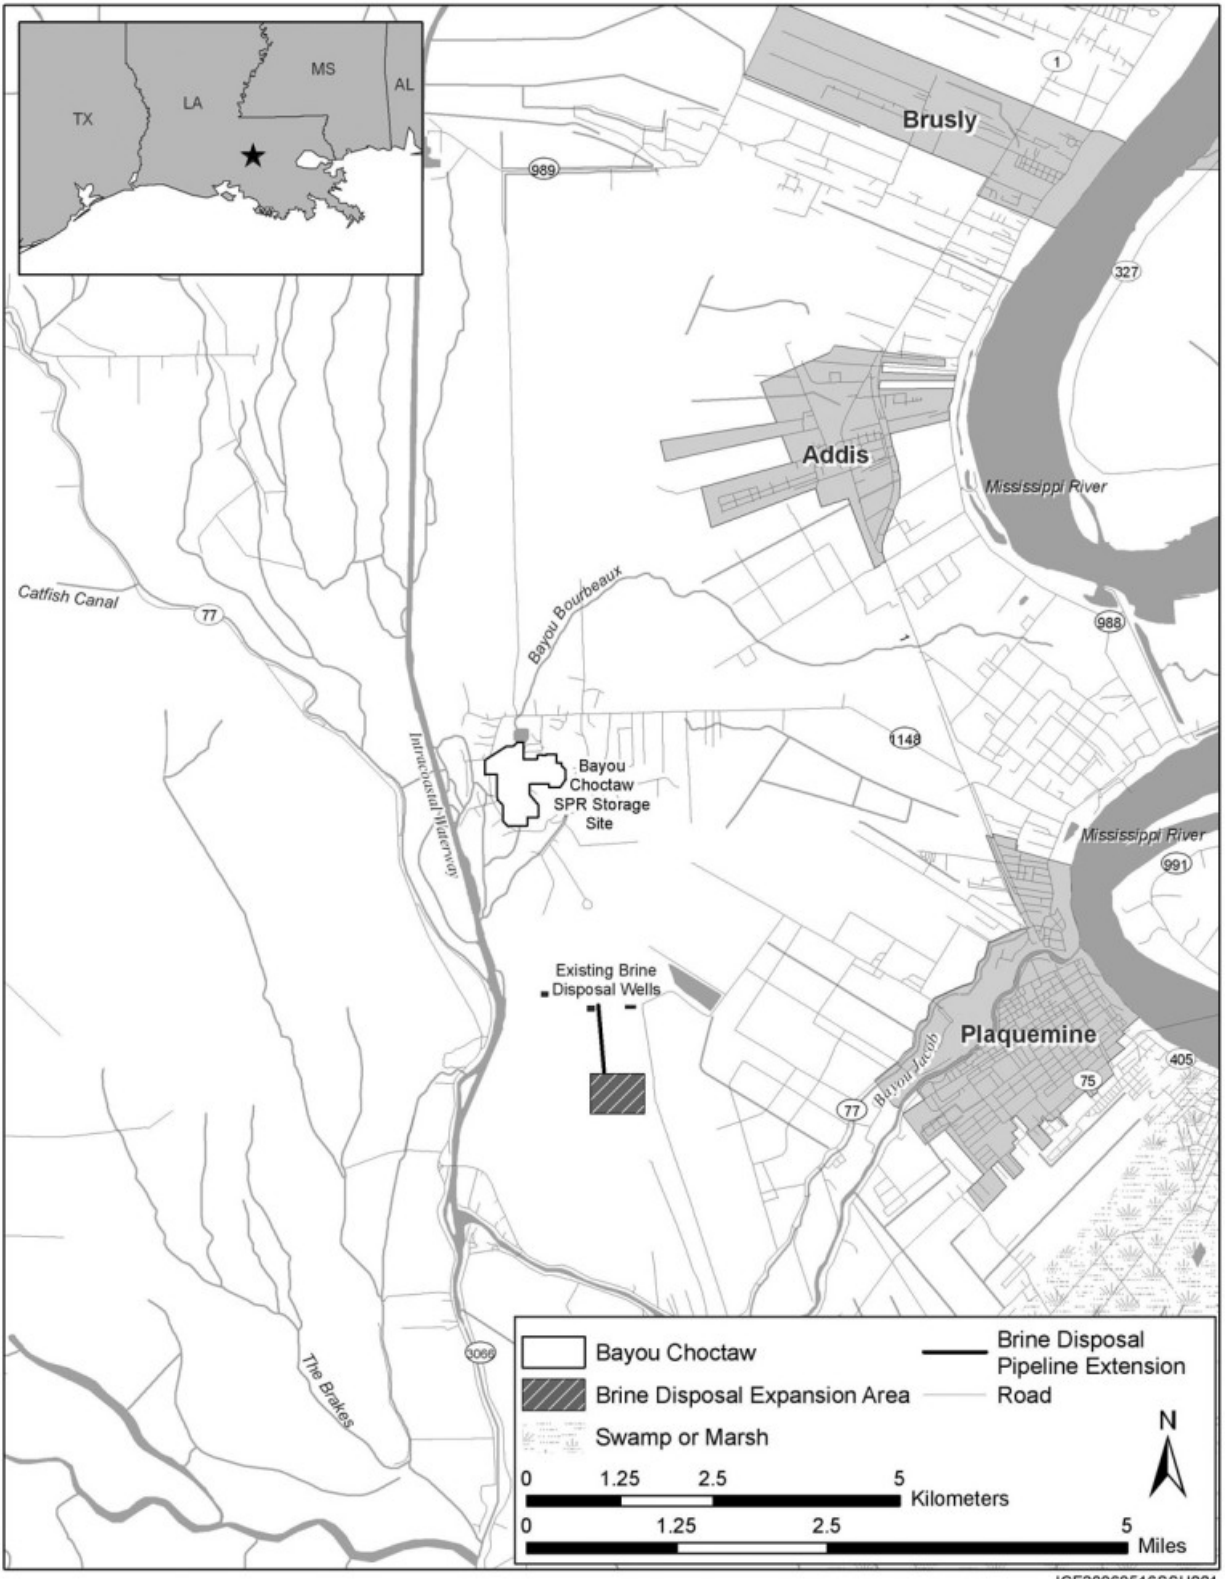 TX
LA
MS
AL
1
Brusly
989
327
Addis
Mississippi River
Catfish Canal
77
Bayou Bourbeaux
988
1
1148
Intracoastal Waterway
Bayou
Choctaw
SPR Storage
Site
Mississippi River
991
Existing Brine
Disposal Wells
Plaquemine
Bayou Jacob
405
75
77
3066
The Brakes
Bayou Choctaw
Brine Disposal
Pipeline Extension
Brine Disposal Expansion Area
Road
Swamp or Marsh
N
0 1.25 2.5 5
Kilometers
0 1.25 2.5 5
Miles